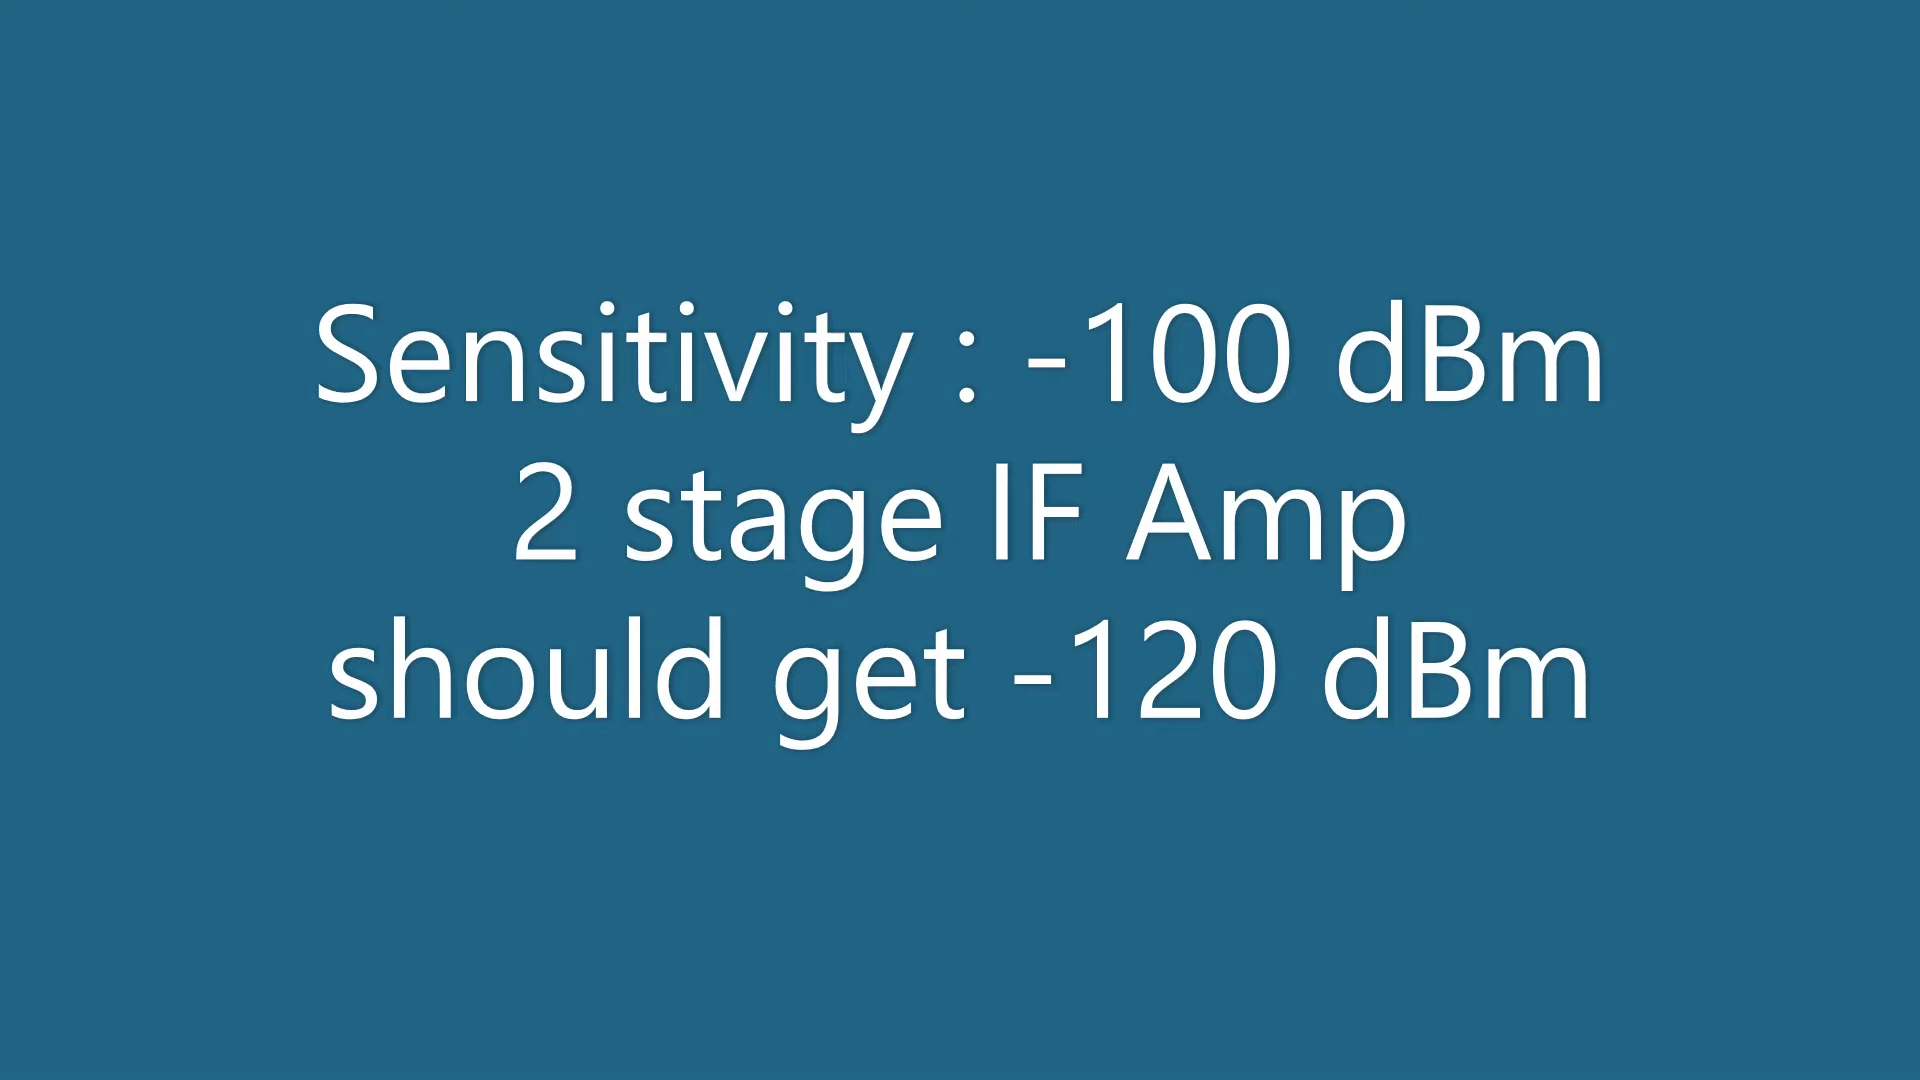 Sensitivity : -100 dBm
2 stage IF Amp
should get -120 dBm